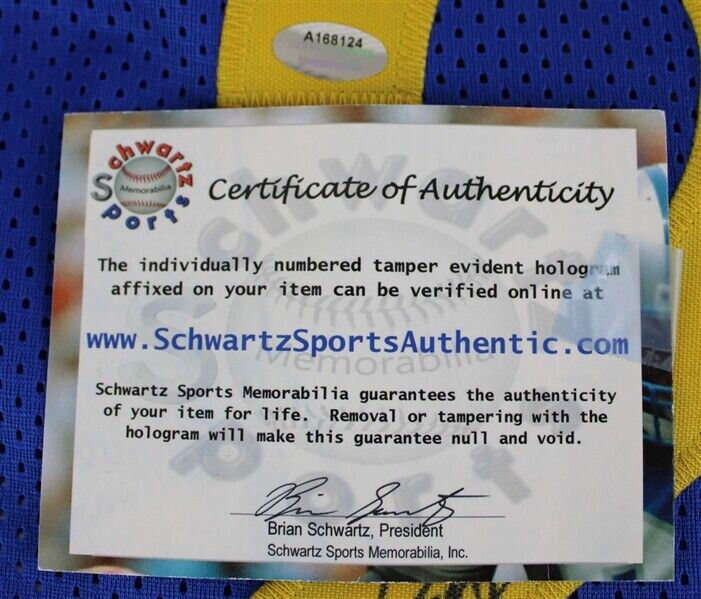 A168124
Schwartz
Memorabilia
Sports
Certificate of Authenticity
The individually numbered tamper evident hologram
affixed on your item can be verified online at
www.SchwartzSportsAuthentic.com
Memorabilia
Schwartz Sports Memorabilia guarantees the authenticity
of your item for life. Removal or tampering with the
hologram will make this guarantee null and void.
Brian Schwartz, President
Schwartz Sports Memorabilia, Inc.